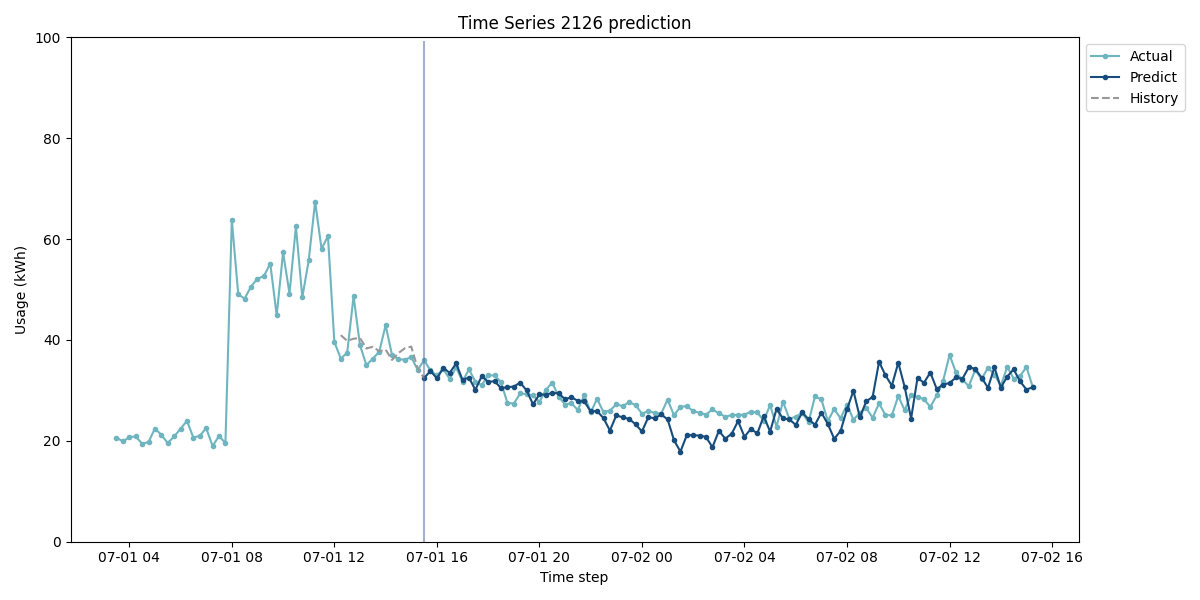 Time Series 2126 prediction
100
80
60
40
20
0
Usage (kWh)
07-01 04
07-01 08
07-01 12
07-01 16
07-01 20
07-02 00
07-02 04
07-02 08
07-02 12
07-02 16
Time step
Actual
Predict
History